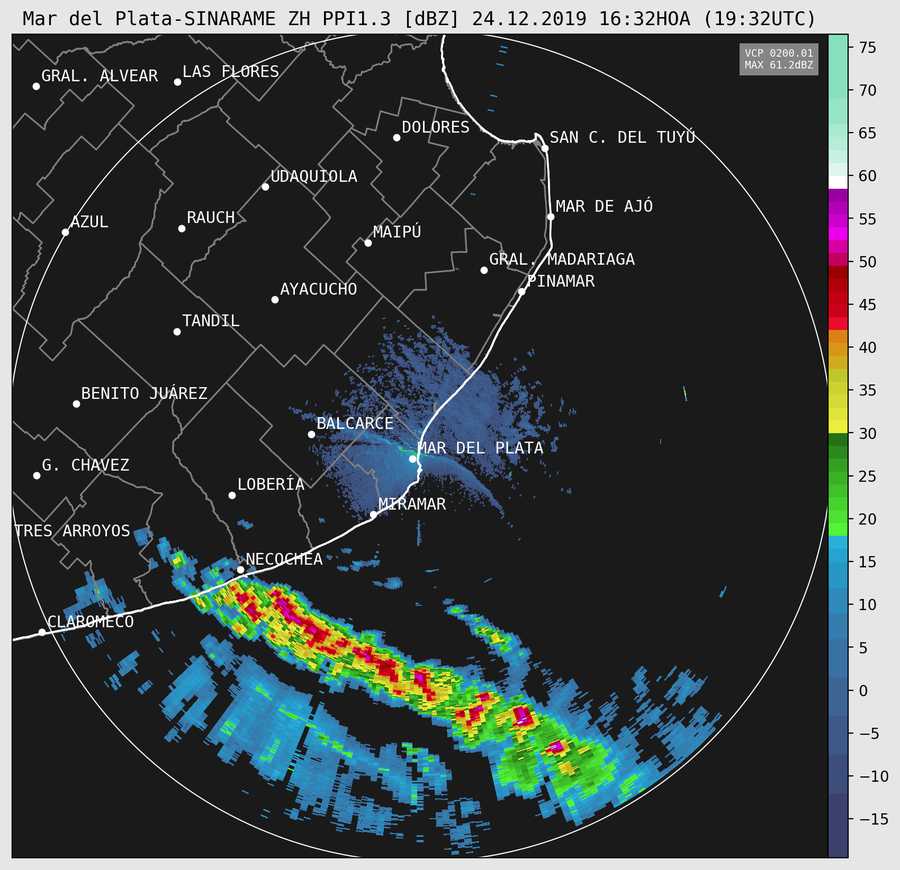 Mar del Plata-SINARAME ZH PPI1.3 [dBZ] 24.12.2019 16:32HOA (19:32UTC)
VCP 0200.01
MAX 61.2dBZ
GRAL. ALVEAR
LAS FLORES
DOLORES
SAN C. DEL TUYÚ
UDAQUIOLA
MAR DE AJÓ
RAUCH
AZUL
MAIPÚ
GRAL. MADARIAGA
PINAMAR
AYACUCHO
TANDIL
BENITO JUÁREZ
BALCARCE
MAR DEL PLATA
G. CHAVEZ
LOBERÍA
MIRAMAR
TRES ARROYOS
NECOCHEA
CLAROMECO
75
70
65
60
55
50
45
40
35
30
25
20
15
10
5
0
−5
−10
−15